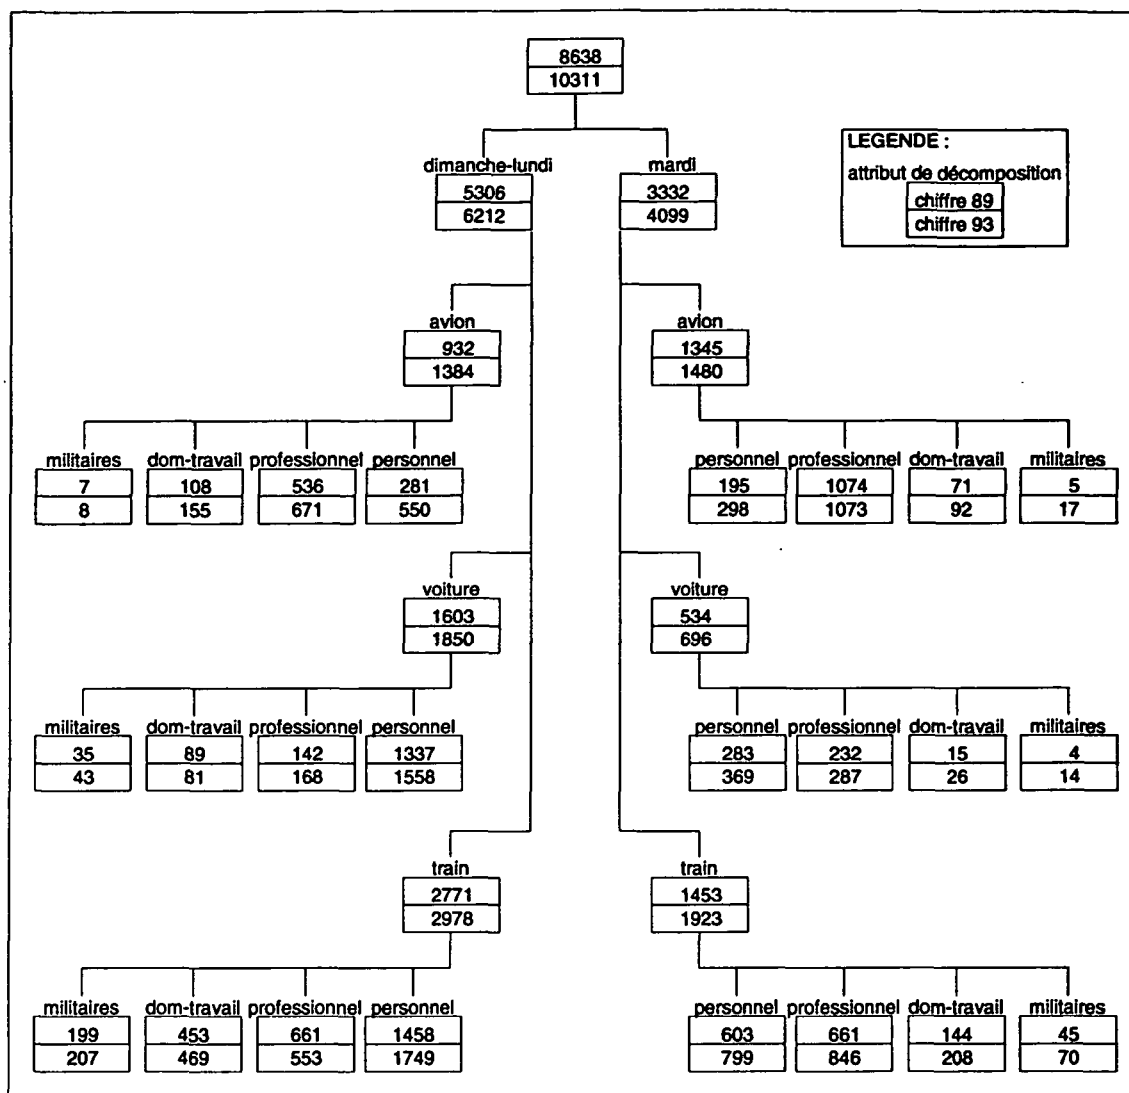 8638
10311
LEGENDE :
attribut de décomposition
chiffre 89
chiffre 93
dimanche-lundi mardi
5306 3332
6212 4099
avion avion
932 1345
1384 1480
militaires dom-travail professionnel personnel personnel professionnel dom-travail militaires
7 108 536 281 195 1074 71 5
8 155 671 550 298 1073 92 17
voiture voiture
1603 534
1850 696
militaires dom-travail professionnel personnel personnel professionnel dom-travail militaires
35 89 142 1337 283 232 15 4
43 81 168 1558 369 287 26 14
train train
2771 1453
2978 1923
militaires dom-travail professionnel personnel personnel professionnel dom-travail militaires
199 453 661 1458 603 661 144 45
207 469 553 1749 799 846 208 70